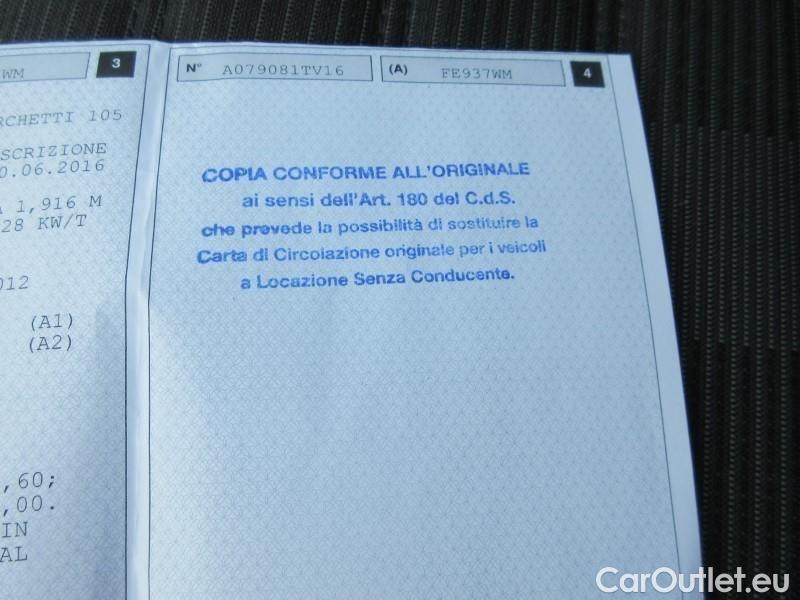 WM 3
RCHETTI 105
SCRIZIONE
0.06.2016
A 1,916 M
28 KW/T
012
(A1)
(A2)
,60;
,00.
IN
AL
N° A079081TV16 (A) FE937WM 4
COPIA CONFORME ALL'ORIGINALE
ai sensi dell'Art. 180 del C.d.S.
che prevede la possibilità di sostituire la
Carta di Circolazione originale per i veicoli
a Locazione Senza Conducente.
CarOutlet.eu